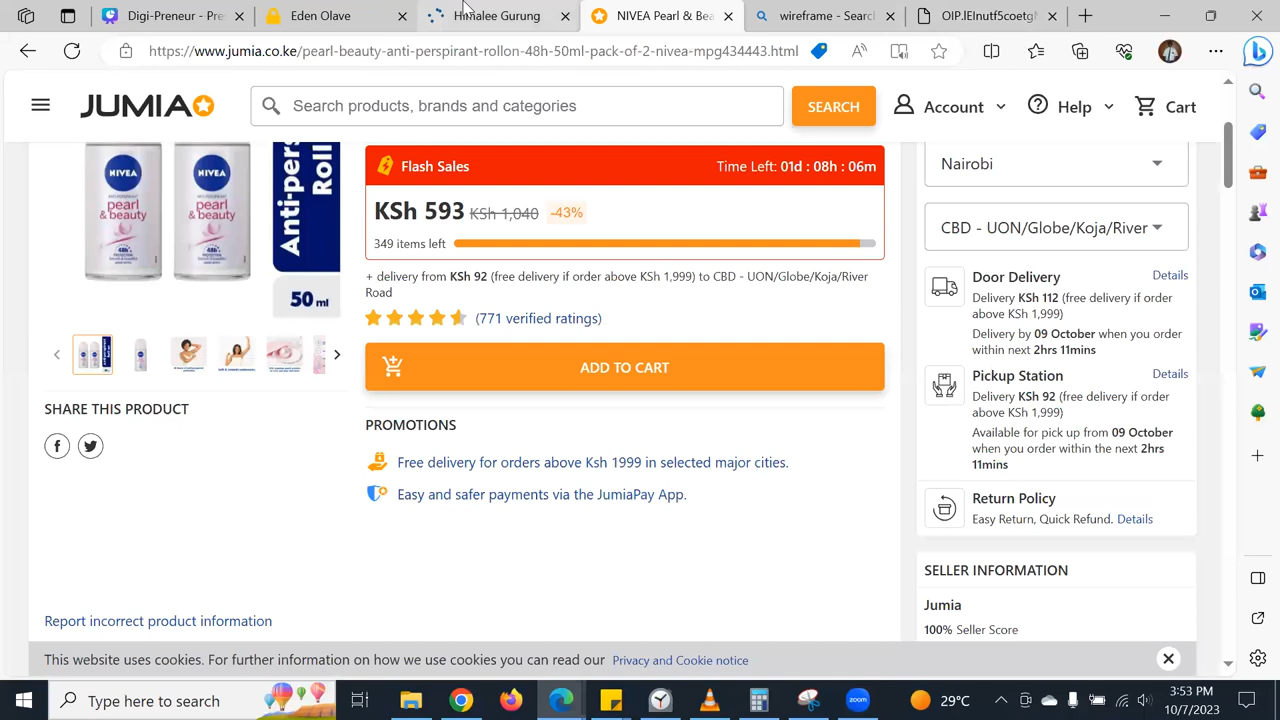 Digi-Preneur - Pre
Eden Olave
Himalee Gurung
NIVEA Pearl & Bea
wireframe - Search
OIP.JEInutf5scoetgM
https://www.jumia.co.ke/pearl-beauty-anti-perspirant-rollon-48h-50ml-pack-of-2-nivea-mpg434443.html
JUMIA
Search products, brands and categories
SEARCH
Account
Help
Cart
NIVEA
pearl & beauty
48h
NIVEA
pearl & beauty
48h
Anti-pers
Roll
50 ml
SHARE THIS PRODUCT
Flash Sales
Time Left: 01d : 08h : 06m
KSh 593 KSh 1,040 -43%
349 items left
+ delivery from KSh 92 (free delivery if order above KSh 1,999) to CBD - UON/Globe/Koja/River
Road
(771 verified ratings)
ADD TO CART
PROMOTIONS
Free delivery for orders above Ksh 1999 in selected major cities.
Easy and safer payments via the JumiaPay App.
Report incorrect product information
Nairobi
CBD - UON/Globe/Koja/River
Door Delivery
Details
Delivery KSh 112 (free delivery if order
above KSh 1,999)
Delivery by 09 October when you order
within next 2hrs 11mins
Pickup Station
Details
Delivery KSh 92 (free delivery if order
above KSh 1,999)
Available for pick up from 09 October
when you order within the next 2hrs
11mins
Return Policy
Easy Return, Quick Refund. Details
SELLER INFORMATION
Jumia
100% Seller Score
This website uses cookies. For further information on how we use cookies you can read our Privacy and Cookie notice
Type here to search
zoom
29°C
3:53 PM
10/7/2023